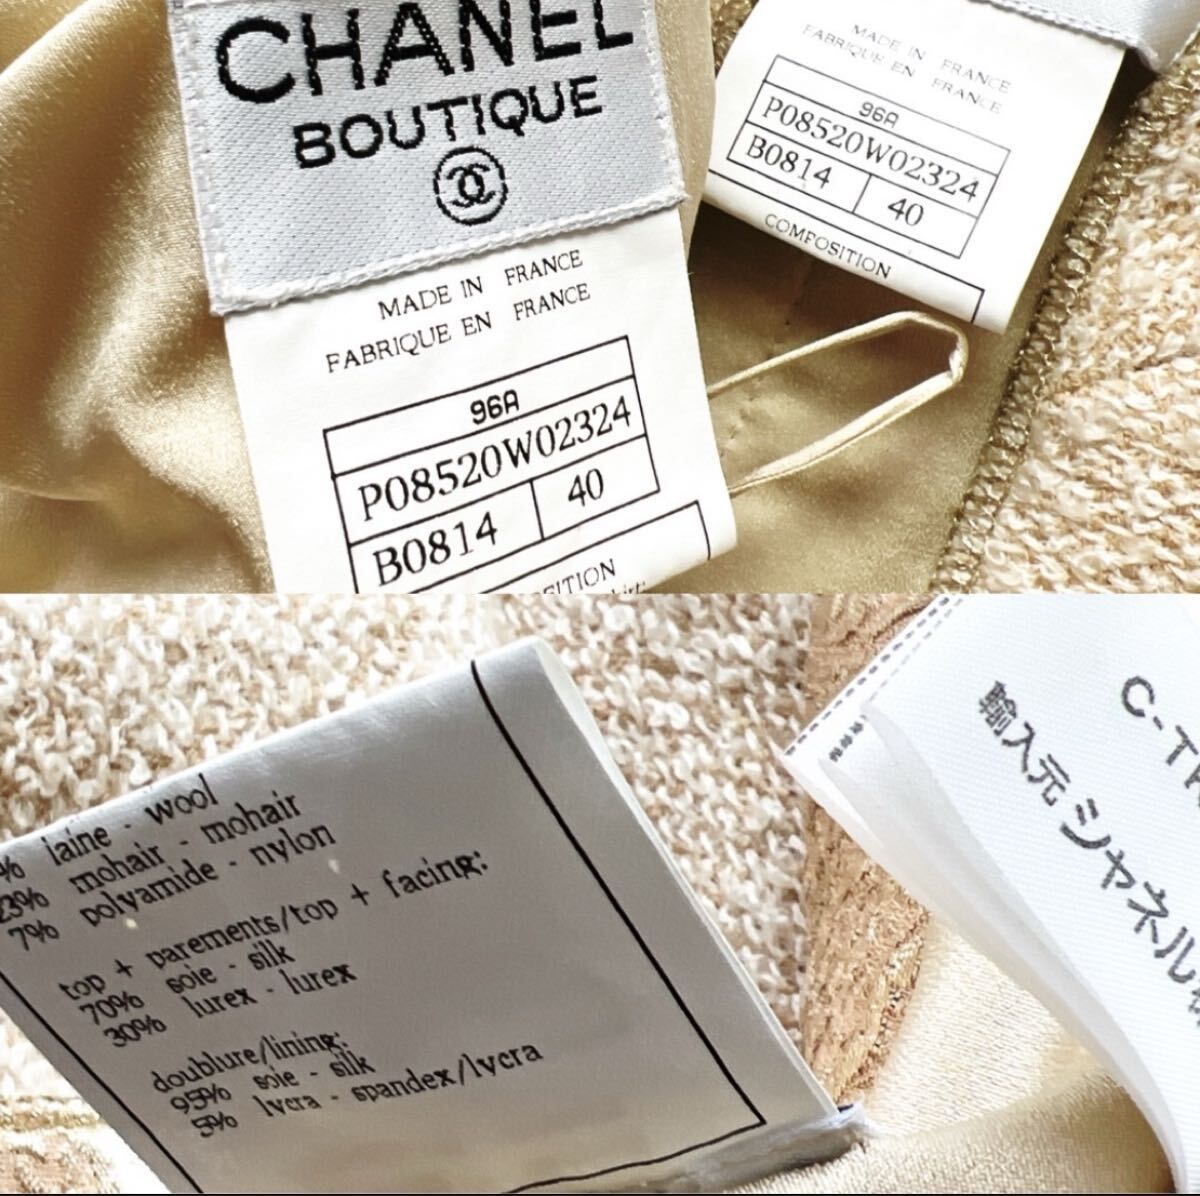 CHANEL
BOUTIQUE
MADE IN FRANCE
FABRIQUE EN FRANCE
96A
P08520W02324
B0814 40
MADE IN FRANCE
FABRIQUE EN FRANCE
96A
P08520W02324
B0814 40
COMPOSITION
% laine - wool
23% mohair - mohair
7% polyamide - nylon
top + parements/top + facing:
70% soie - silk
30% lurex - lurex
doublure/lining:
95% soie - silk
5% lycra - spandex/lycra
輸入元 シャネル